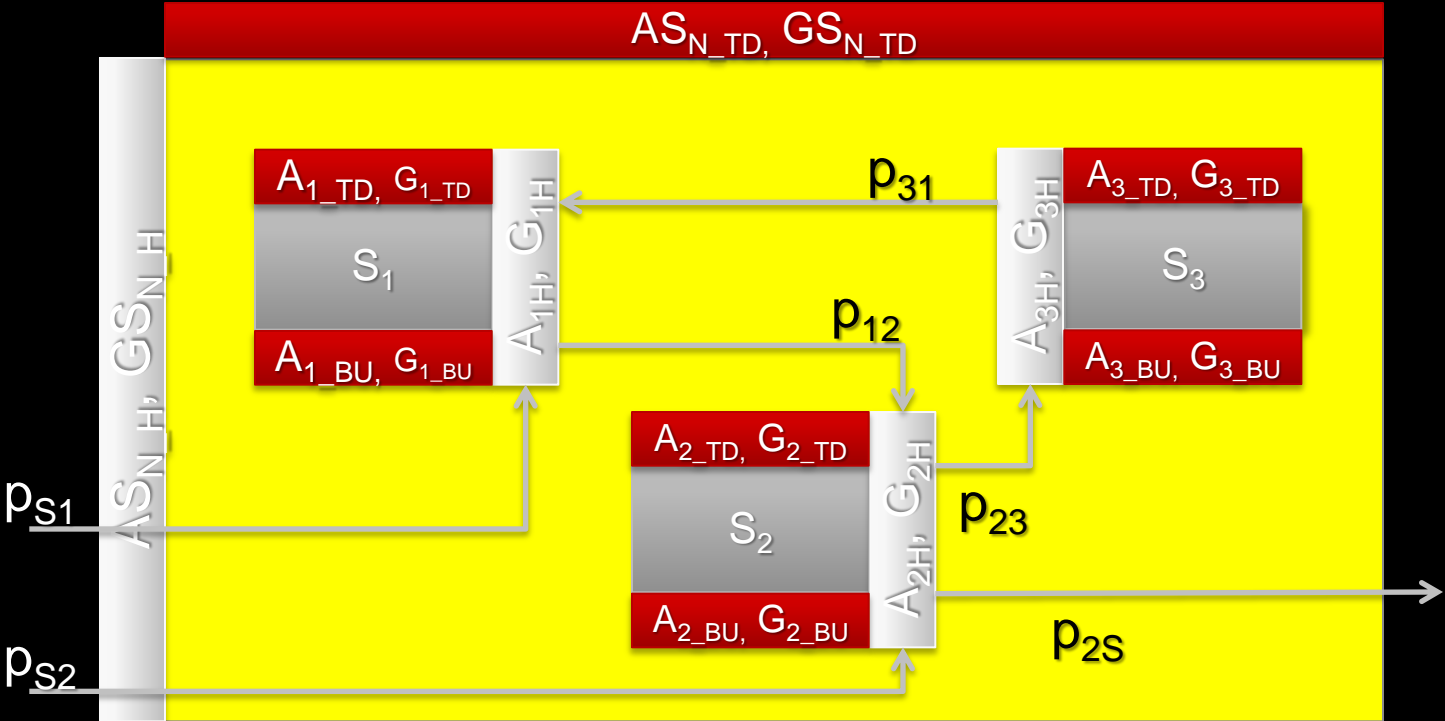 AS_N_TD, GS_N_TD
AS_N_H, GS_N_H
A_1_TD, G_1_TD
S_1
A_1_BU, G_1_BU
A_1H, G_1H
p_31
p_12
A_3H, G_3H
A_3_TD, G_3_TD
S_3
A_3_BU, G_3_BU
A_2_TD, G_2_TD
S_2
A_2_BU, G_2_BU
A_2H, G_2H
p_23
p_2S
p_S1
p_S2